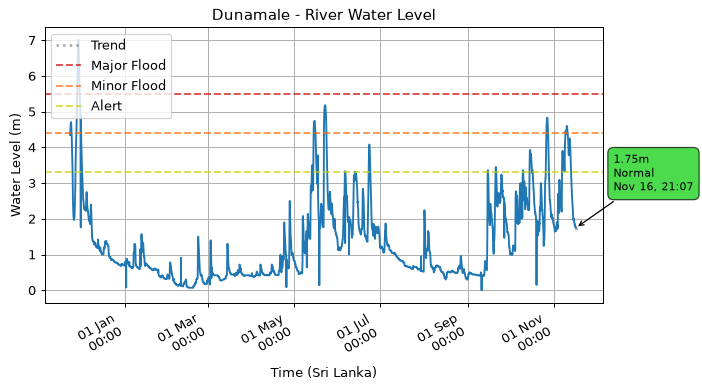 Dunamale - River Water Level
Trend
Major Flood
Minor Flood
Alert
7
6
5
4
3
2
1
0
Water Level (m)
1.75m
Normal
Nov 16, 21:07
01 Jan
00:00
01 Mar
00:00
01 May
00:00
01 Jul
00:00
01 Sep
00:00
01 Nov
00:00
Time (Sri Lanka)